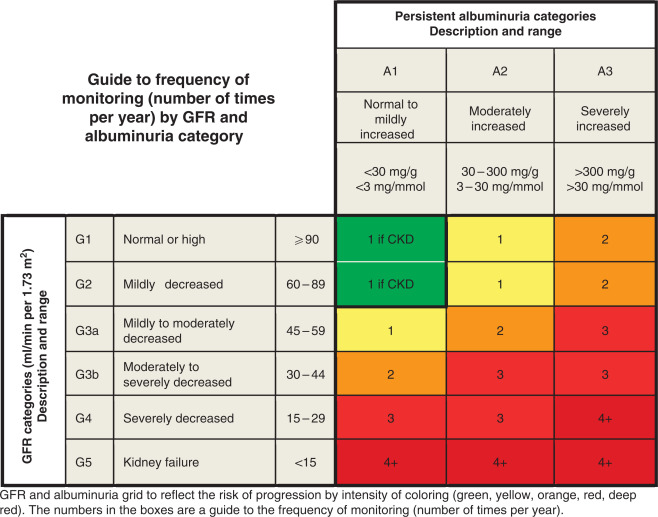 Persistent albuminuria categories
Description and range
Guide to frequency of
monitoring (number of times
per year) by GFR and
albuminuria category
A1
A2
A3
Normal to
mildly
increased
Moderately
increased
Severely
increased
<30 mg/g
<3 mg/mmol
30–300 mg/g
3–30 mg/mmol
>300 mg/g
>30 mg/mmol
GFR categories (ml/min per 1.73 m²)
Description and range
G1
Normal or high
⩾90
1 if CKD
1
2
G2
Mildly decreased
60–89
1 if CKD
1
2
G3a
Mildly to moderately
decreased
45–59
1
2
3
G3b
Moderately to
severely decreased
30–44
2
3
3
G4
Severely decreased
15–29
3
3
4+
G5
Kidney failure
<15
4+
4+
4+
GFR and albuminuria grid to reflect the risk of progression by intensity of coloring (green, yellow, orange, red, deep
red). The numbers in the boxes are a guide to the frequency of monitoring (number of times per year).